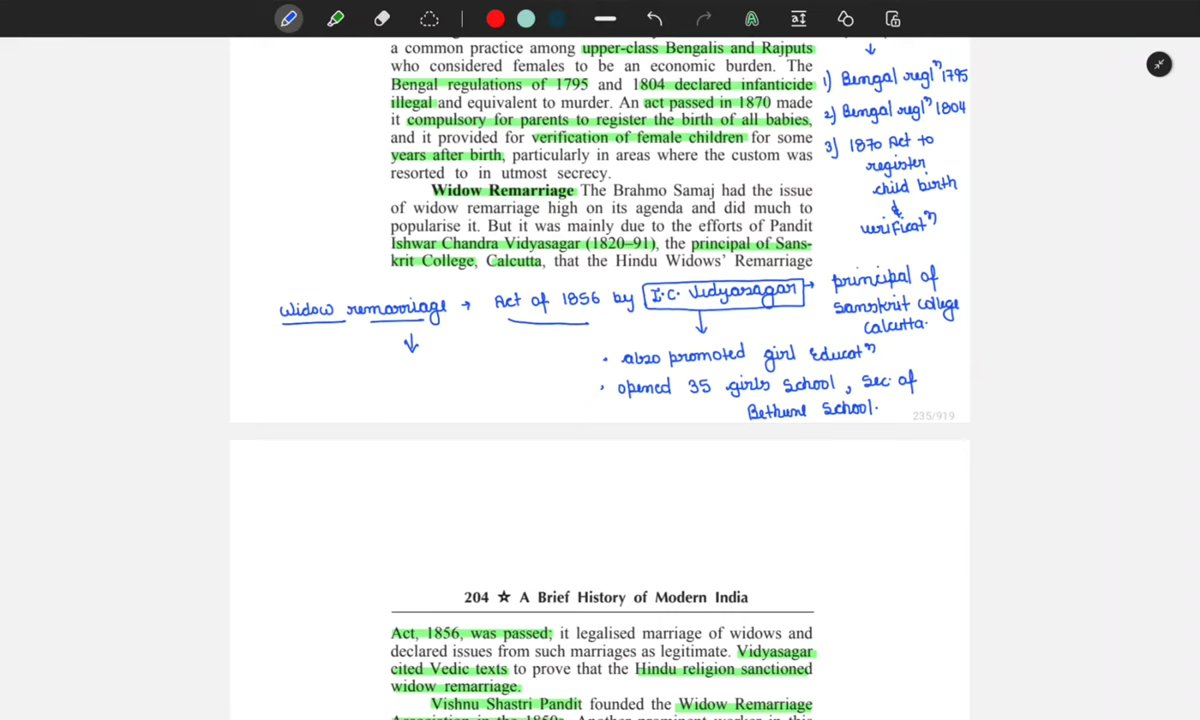 a common practice among upper-class Bengalis and Rajputs
who considered females to be an economic burden. The
Bengal regulations of 1795 and 1804 declared infanticide
illegal and equivalent to murder. An act passed in 1870 made
it compulsory for parents to register the birth of all babies,
and it provided for verification of female children for some
years after birth, particularly in areas where the custom was
resorted to in utmost secrecy.
1) Bengal reglⁿ 1795
2) Bengal reglⁿ 1804
3) 1870 Act to
register
child birth
&
verificatⁿ
Widow Remarriage The Brahmo Samaj had the issue
of widow remarriage high on its agenda and did much to
popularise it. But it was mainly due to the efforts of Pandit
Ishwar Chandra Vidyasagar (1820–91), the principal of Sans-
krit College, Calcutta, that the Hindu Widows' Remarriage
widow remarriage → Act of 1856 by I.C. Vidyasagar → principal of
Sanskrit college
Calcutta.
• also promoted girl Educatⁿ
• opened 35 girls School, Sec. of
Bethune School.
235/919
204 ☆ A Brief History of Modern India
Act, 1856, was passed; it legalised marriage of widows and
declared issues from such marriages as legitimate. Vidyasagar
cited Vedic texts to prove that the Hindu religion sanctioned
widow remarriage.
Vishnu Shastri Pandit founded the Widow Remarriage